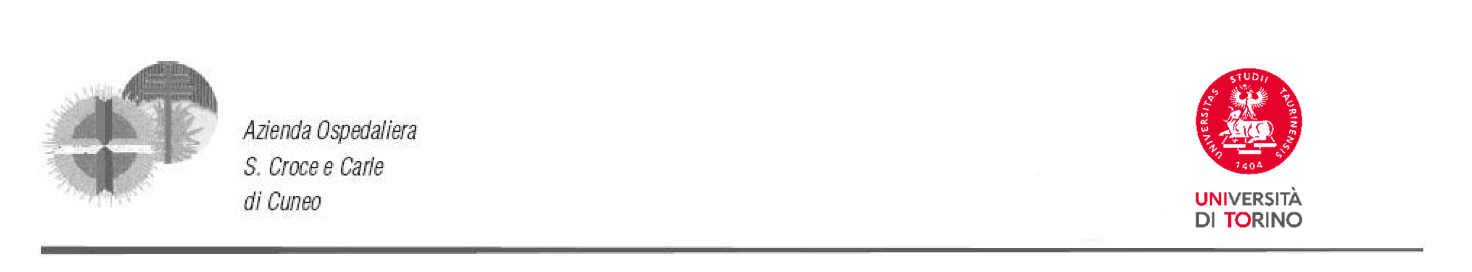 Azienda Ospedaliera
S. Croce e Carle
di Cuneo
UNIVERSITAS STUDII TAURINENSIS
1404
UNIVERSITÀ
DI TORINO